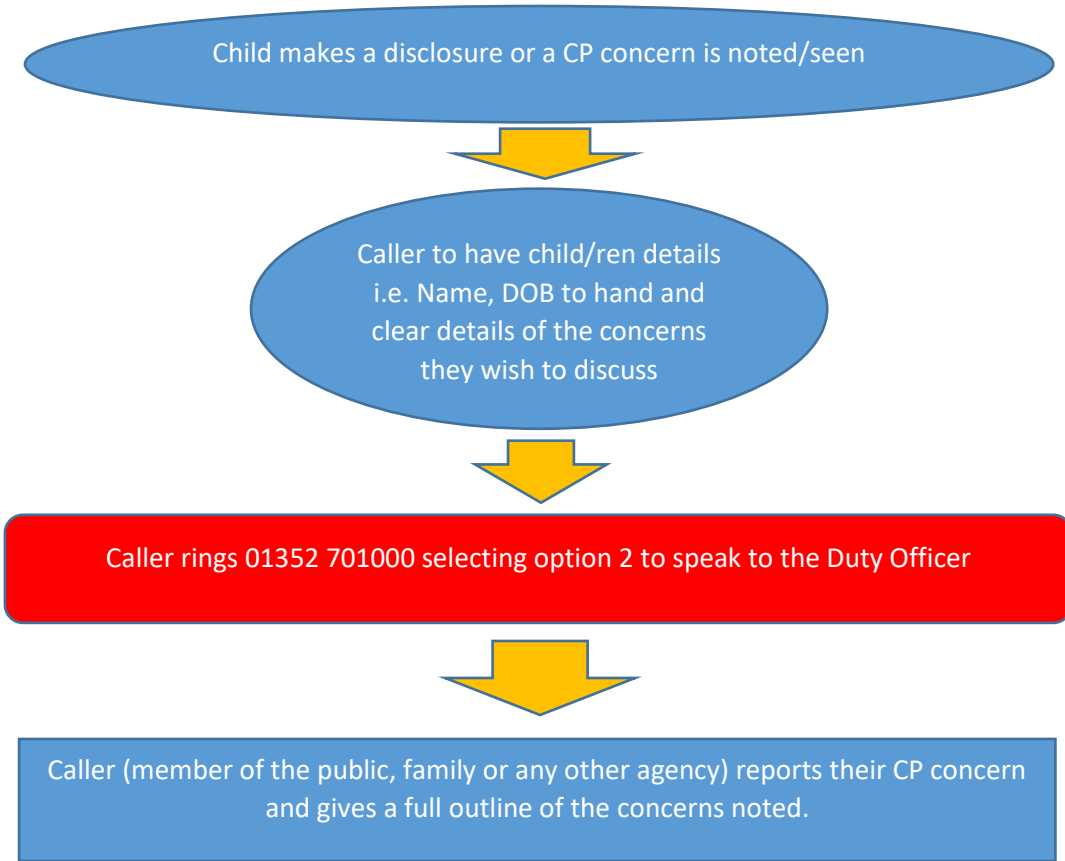 Child makes a disclosure or a CP concern is noted/seen
Caller to have child/ren details
i.e. Name, DOB to hand and
clear details of the concerns
they wish to discuss
Caller rings 01352 701000 selecting option 2 to speak to the Duty Officer
Caller (member of the public, family or any other agency) reports their CP concern
and gives a full outline of the concerns noted.